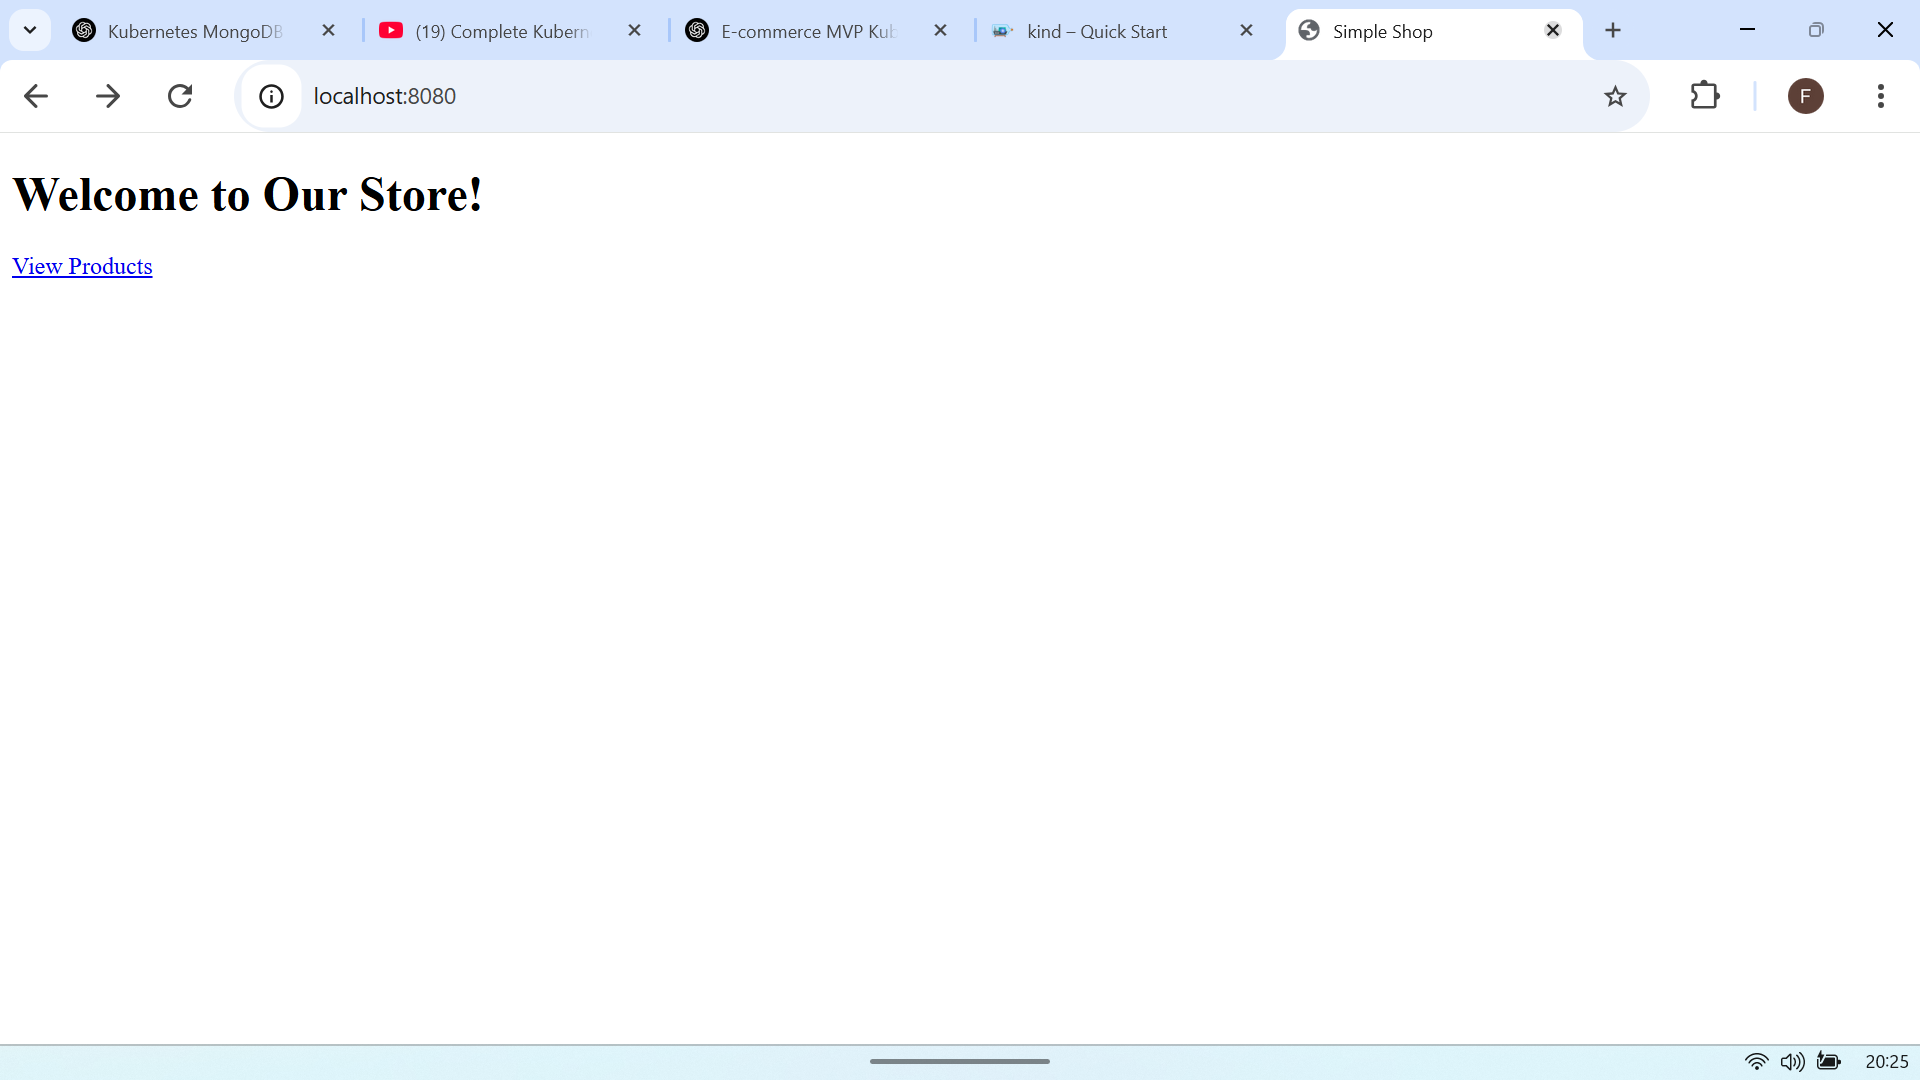 Kubernetes MongoDB
(19) Complete Kubern
E-commerce MVP Kub
kind – Quick Start
Simple Shop
localhost:8080
F
Welcome to Our Store!
View Products
20:25